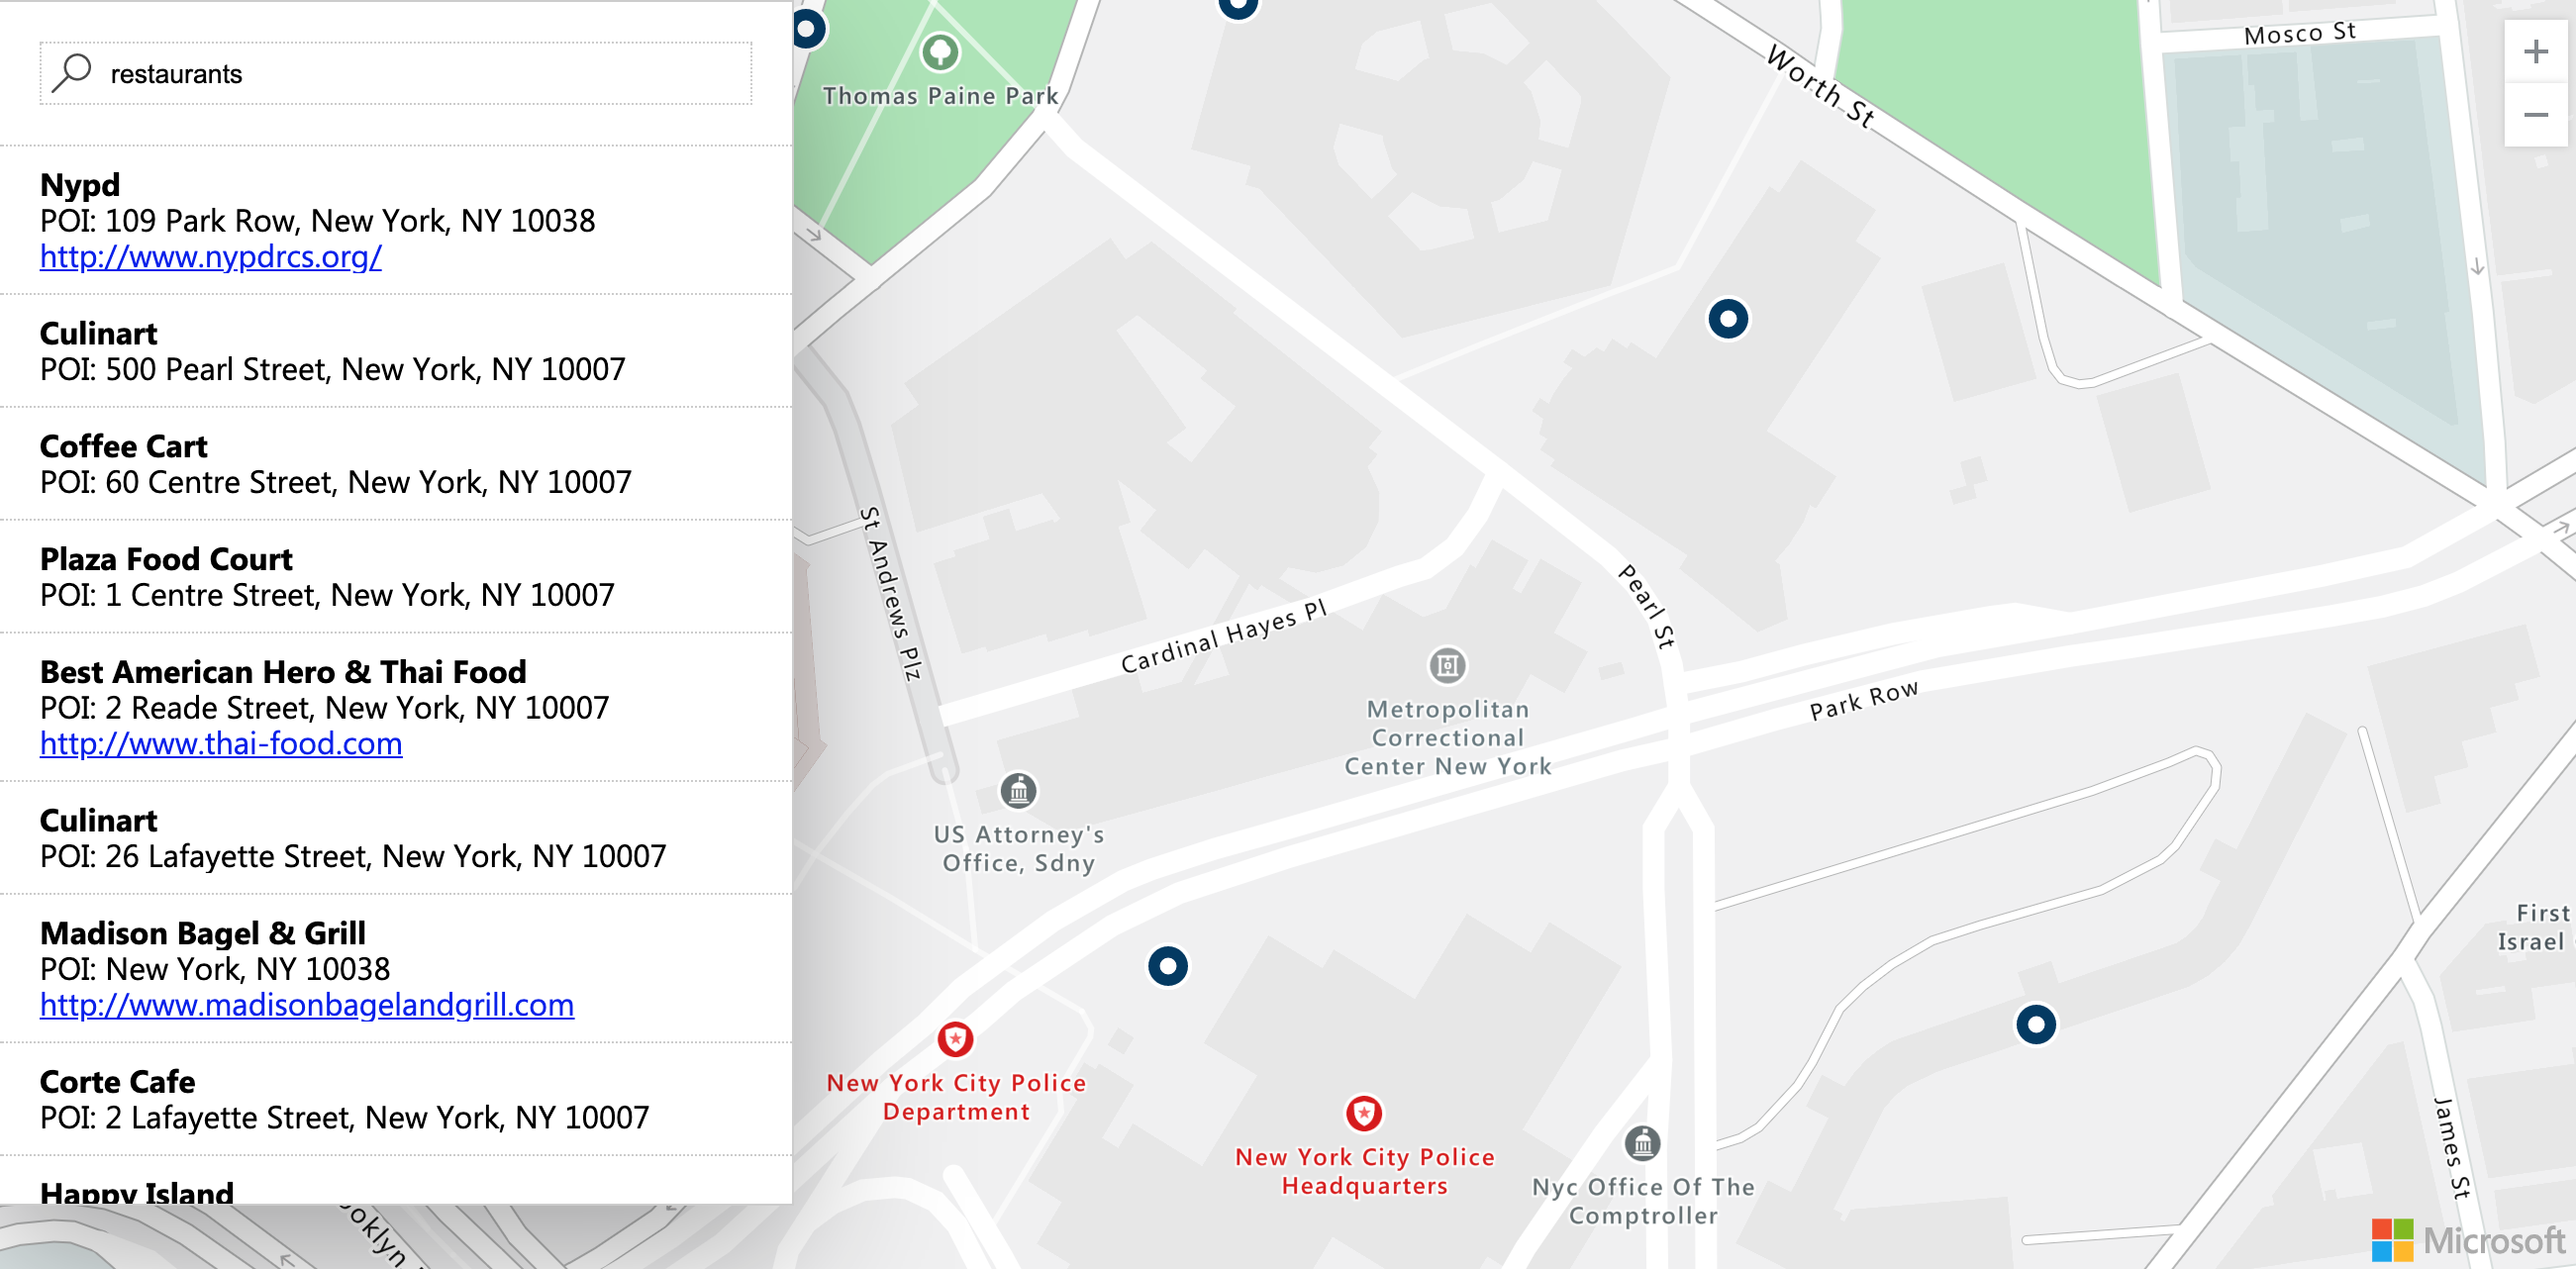 restaurants
Nypd
POI: 109 Park Row, New York, NY 10038
http://www.nypdrcs.org/
Culinart
POI: 500 Pearl Street, New York, NY 10007
Coffee Cart
POI: 60 Centre Street, New York, NY 10007
Plaza Food Court
POI: 1 Centre Street, New York, NY 10007
Best American Hero & Thai Food
POI: 2 Reade Street, New York, NY 10007
http://www.thai-food.com
Culinart
POI: 26 Lafayette Street, New York, NY 10007
Madison Bagel & Grill
POI: New York, NY 10038
http://www.madisonbagelandgrill.com
Corte Cafe
POI: 2 Lafayette Street, New York, NY 10007
Happy Island
Thomas Paine Park
Worth St
Mosco St
St Andrews Plz
Cardinal Hayes Pl
Pearl St
Metropolitan
Correctional
Center New York
Park Row
US Attorney's
Office, Sdny
First
Israel
New York City Police
Department
New York City Police
Headquarters
Nyc Office Of The
Comptroller
James St
ooklyn
Microsoft